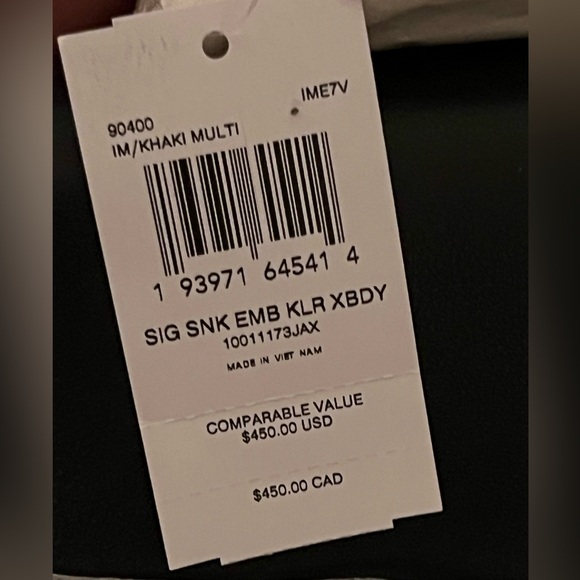 IME7V
90400
IM/KHAKI MULTI
1 93971 64541 4
SIG SNK EMB KLR XBDY
10011173JAX
MADE IN VIET NAM
COMPARABLE VALUE
$450.00 USD
$450.00 CAD